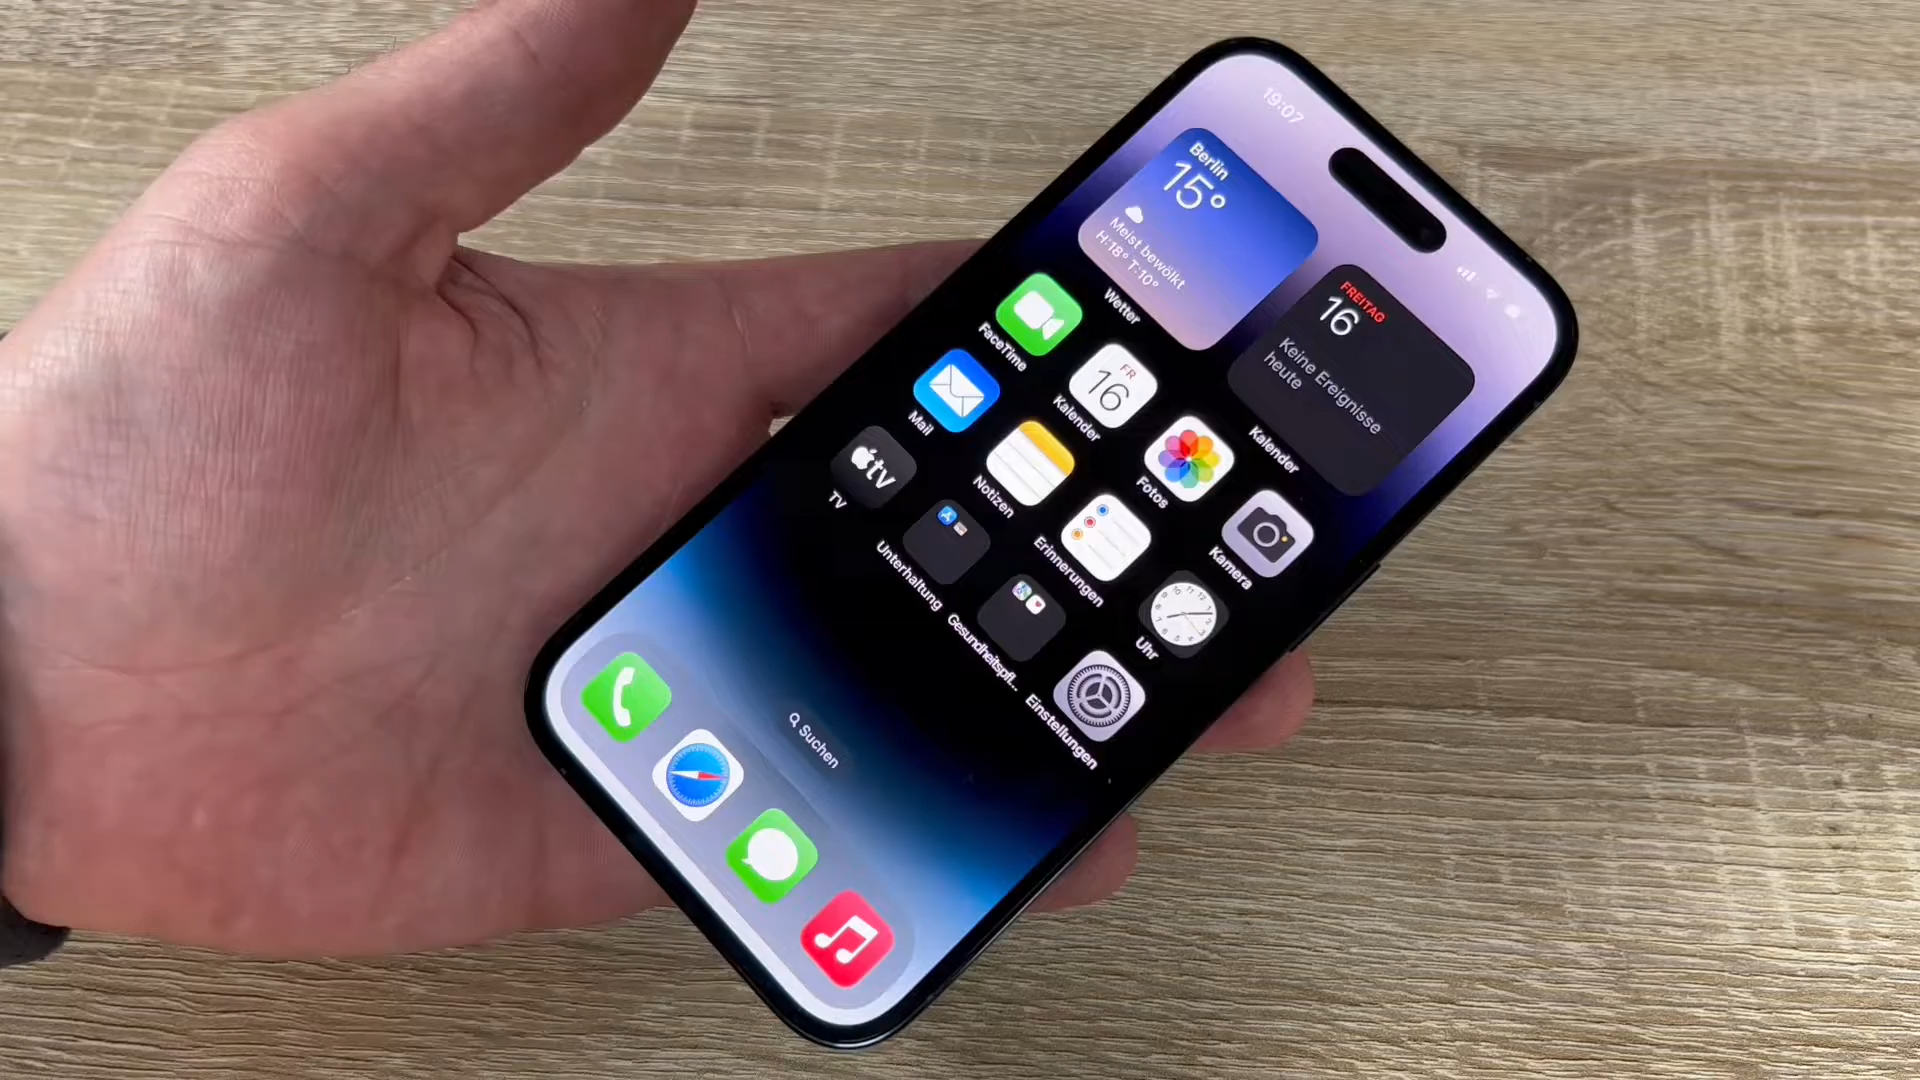 19:07
Berlin
15°
Meist bewölkt
H:18° T:10°
Wetter
FREITAG
16
Keine Ereignisse
heute
Kalender
FaceTime
FR
16
Kalender
Fotos
Kamera
Mail
Notizen
Erinnerungen
Uhr
tv
TV
Unterhaltung
Gesundheitspfl...
Einstellungen
Suchen